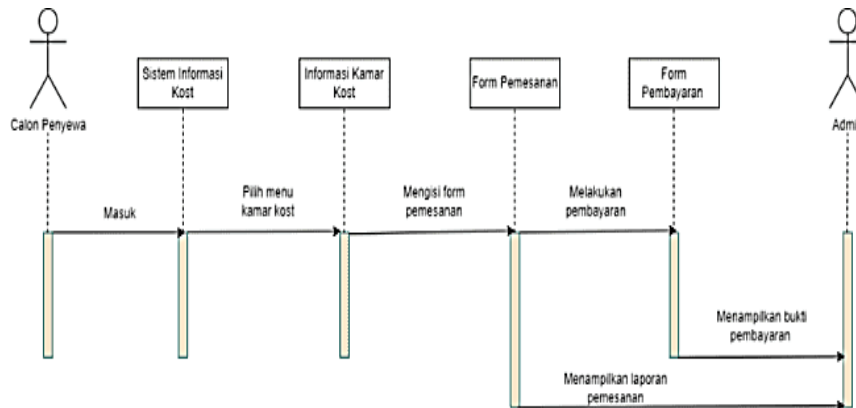 Sistem Informasi
Kost
Informasi Kamar
Kost
Form Pemesanan
Form
Pembayaran
Calon Penyewa
Admi
Masuk
Pilih menu
kamar kost
Mengisi form
pemesanan
Melakukan
pembayaran
Menampilkan bukti
pembayaran
Menampilkan laporan
pemesanan